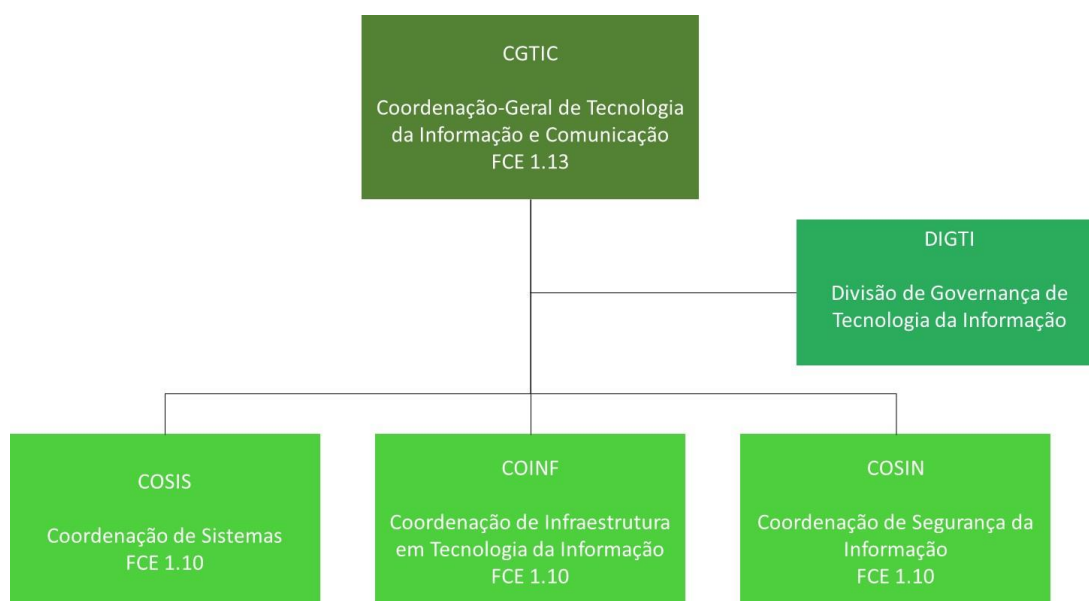 CGTIC
Coordenação-Geral de Tecnologia
da Informação e Comunicação
FCE 1.13
DIGTI
Divisão de Governança de
Tecnologia da Informação
COSIS
Coordenação de Sistemas
FCE 1.10
COINF
Coordenação de Infraestrutura
em Tecnologia da Informação
FCE 1.10
COSIN
Coordenação de Segurança da
Informação
FCE 1.10